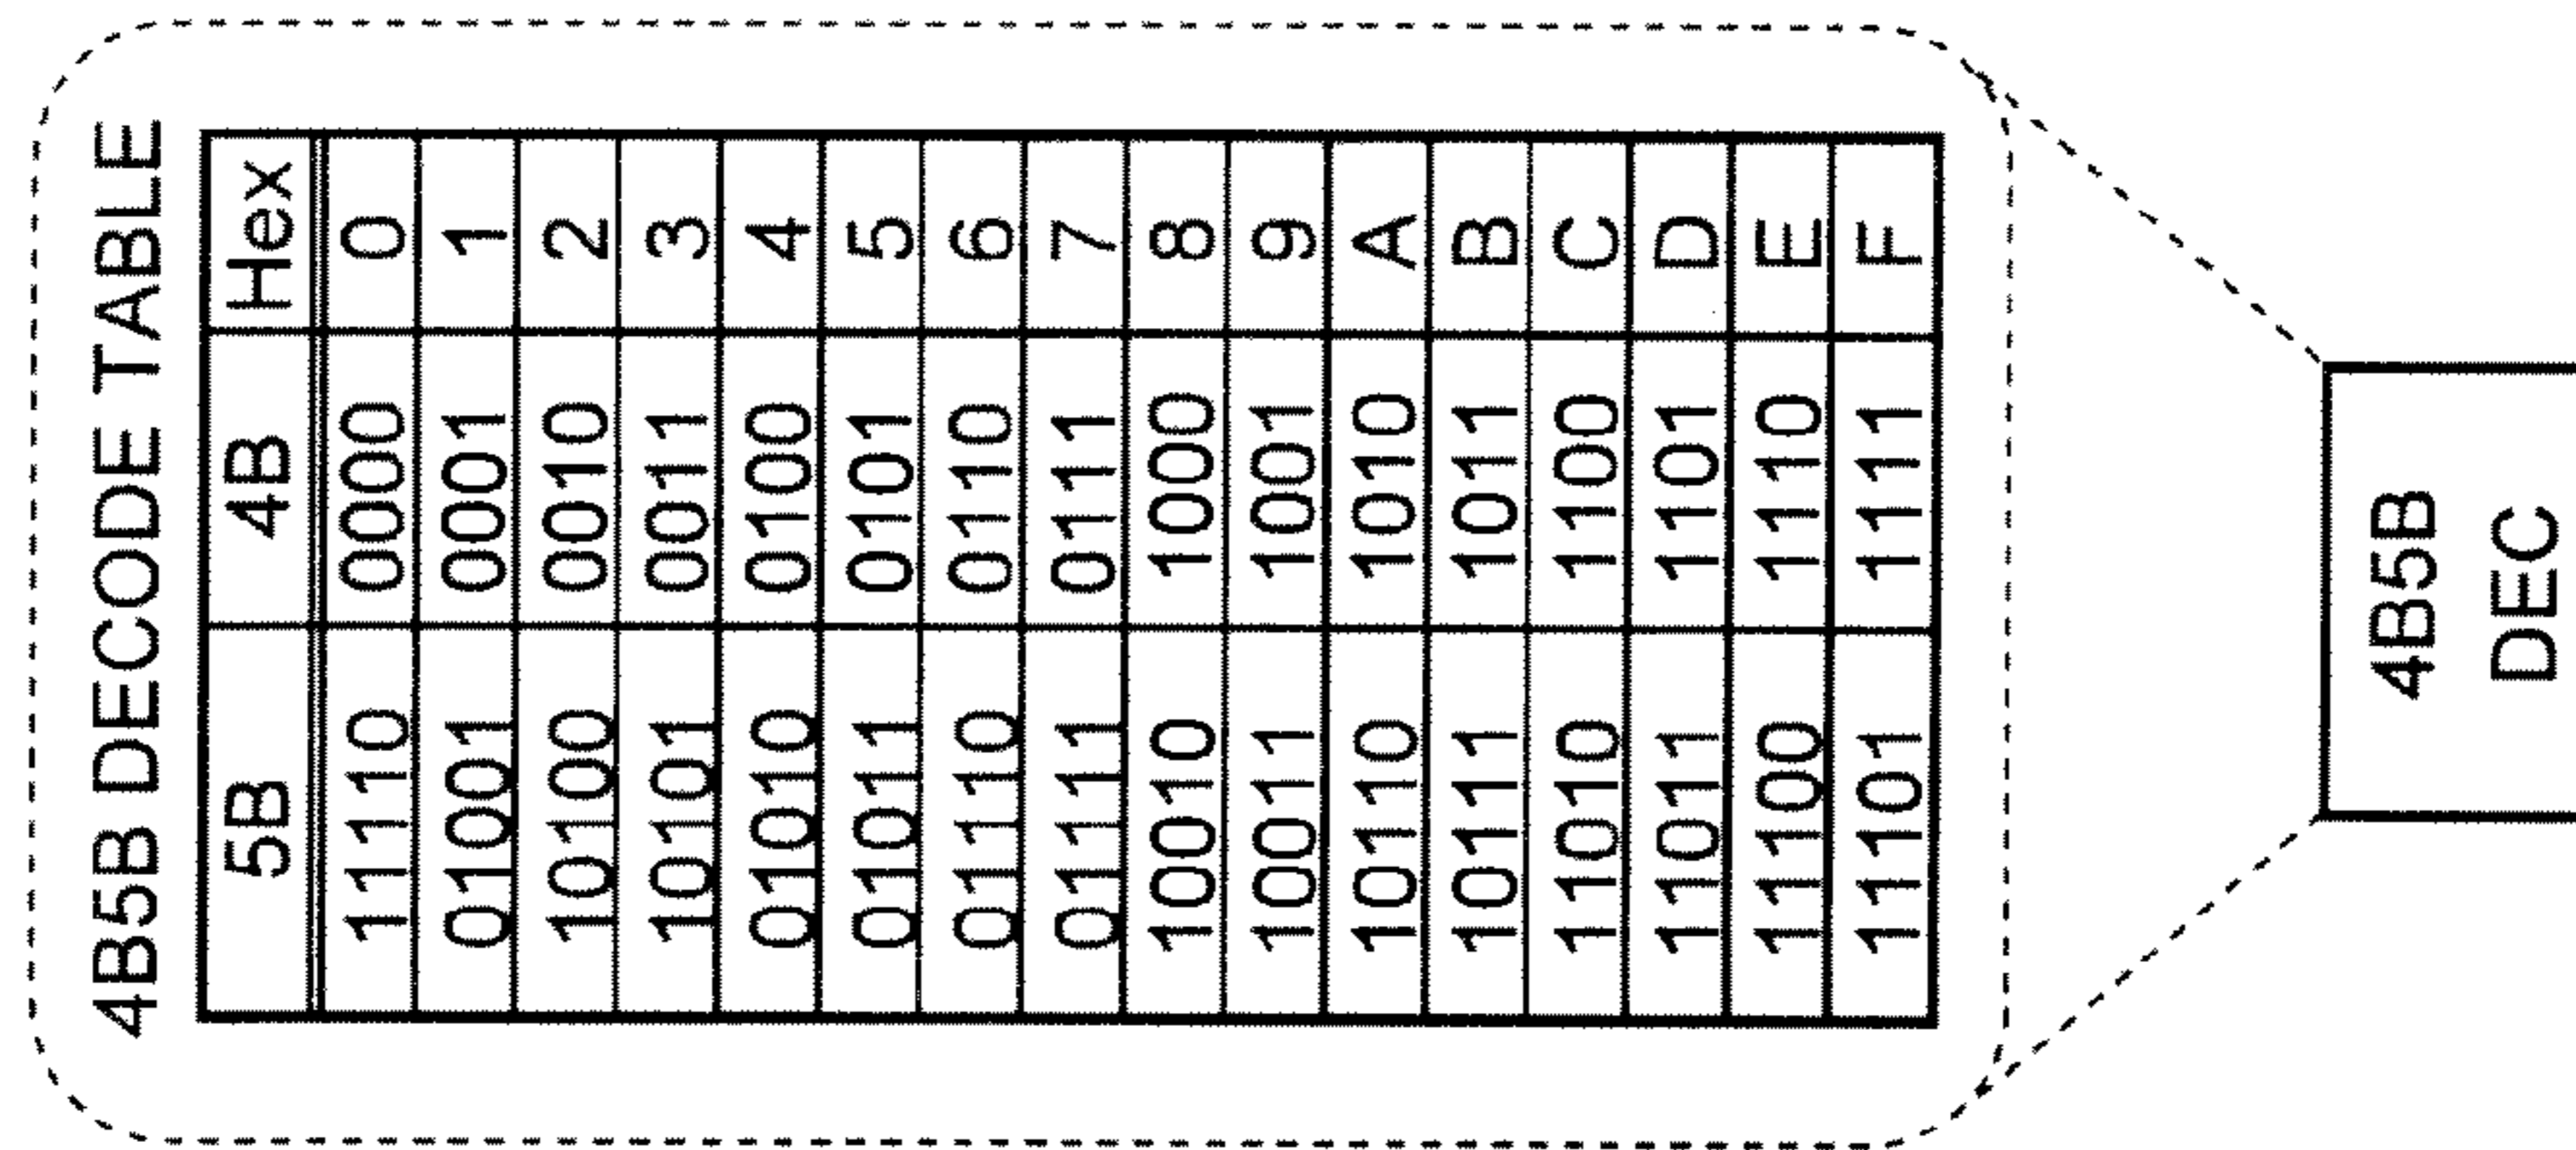 4B5B DECODE TABLE
5B 4B Hex
11110 0000 0
01001 0001 1
10100 0010 2
10101 0011 3
01010 0100 4
01011 0101 5
01110 0110 6
01111 0111 7
10010 1000 8
10011 1001 9
10110 1010 A
10111 1011 B
11010 1100 C
11011 1101 D
11100 1110 E
11101 1111 F
4B5B
DEC